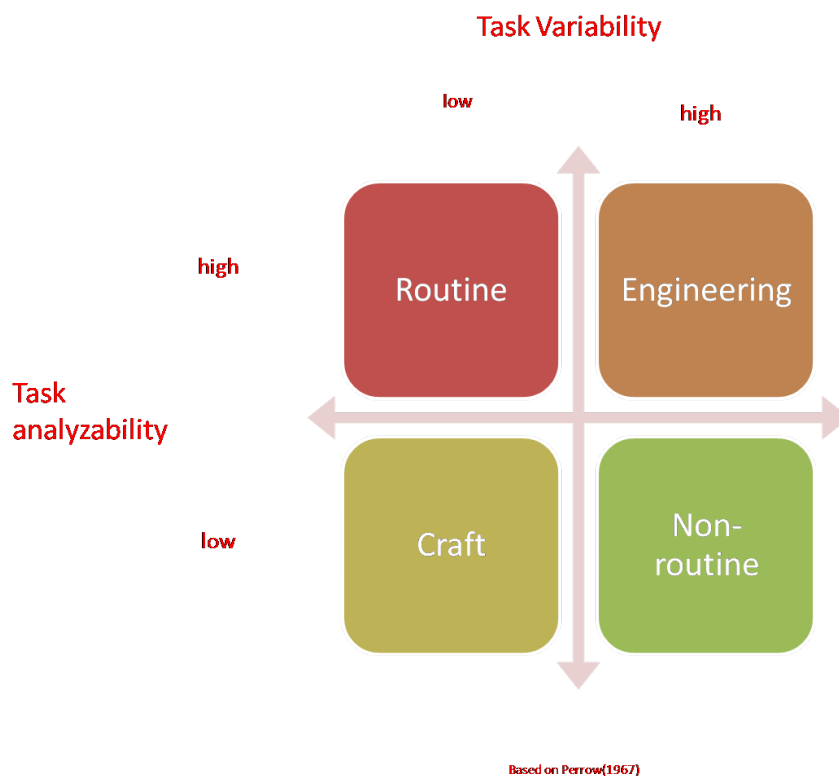 Task Variability
low
high
high
Routine
Engineering
Task
analyzability
low
Craft
Non-
routine
Based on Perrow(1967)